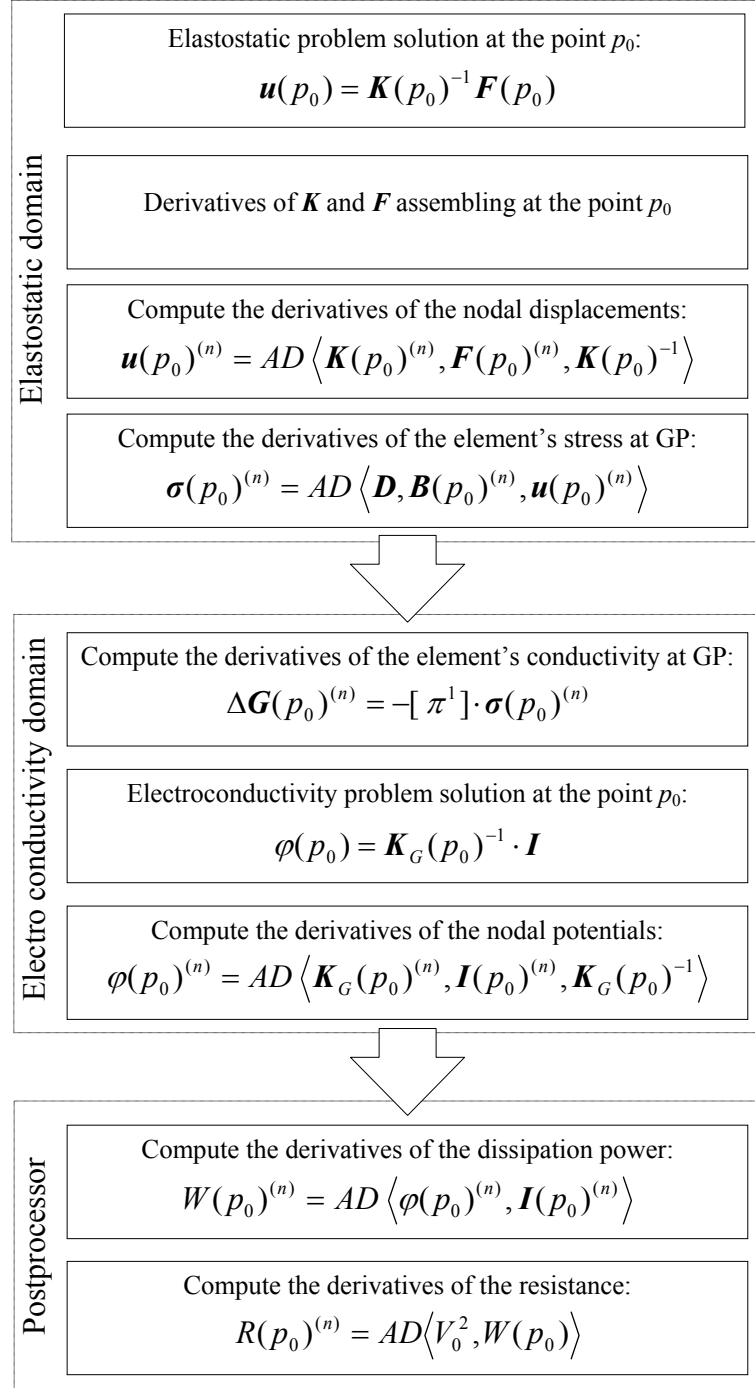 Elastostatic domain
Elastostatic problem solution at the point p₀:
u(p₀) = K(p₀)⁻¹ F(p₀)
Derivatives of K and F assembling at the point p₀
Compute the derivatives of the nodal displacements:
u(p₀)⁽ⁿ⁾ = AD⟨K(p₀)⁽ⁿ⁾, F(p₀)⁽ⁿ⁾, K(p₀)⁻¹⟩
Compute the derivatives of the element's stress at GP:
σ(p₀)⁽ⁿ⁾ = AD⟨D, B(p₀)⁽ⁿ⁾, u(p₀)⁽ⁿ⁾⟩
Electro conductivity domain
Compute the derivatives of the element's conductivity at GP:
ΔG(p₀)⁽ⁿ⁾ = −[π¹]·σ(p₀)⁽ⁿ⁾
Electroconductivity problem solution at the point p₀:
φ(p₀) = K_G(p₀)⁻¹ · I
Compute the derivatives of the nodal potentials:
φ(p₀)⁽ⁿ⁾ = AD⟨K_G(p₀)⁽ⁿ⁾, I(p₀)⁽ⁿ⁾, K_G(p₀)⁻¹⟩
Postprocessor
Compute the derivatives of the dissipation power:
W(p₀)⁽ⁿ⁾ = AD⟨φ(p₀)⁽ⁿ⁾, I(p₀)⁽ⁿ⁾⟩
Compute the derivatives of the resistance:
R(p₀)⁽ⁿ⁾ = AD⟨V₀², W(p₀)⟩